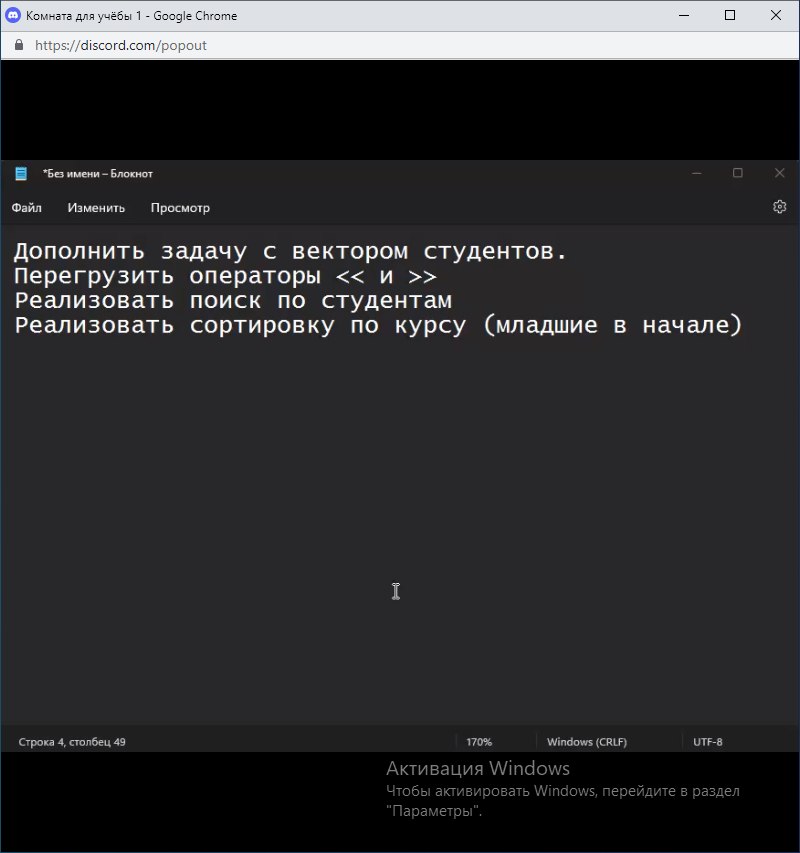 Комната для учёбы 1 - Google Chrome
https://discord.com/popout
*Без имени – Блокнот
Файл Изменить Просмотр
Дополнить задачу с вектором студентов.
Перегрузить операторы << и >>
Реализовать поиск по студентам
Реализовать сортировку по курсу (младшие в начале)
Строка 4, столбец 49 170% Windows (CRLF) UTF-8
Активация Windows
Чтобы активировать Windows, перейдите в раздел
"Параметры".